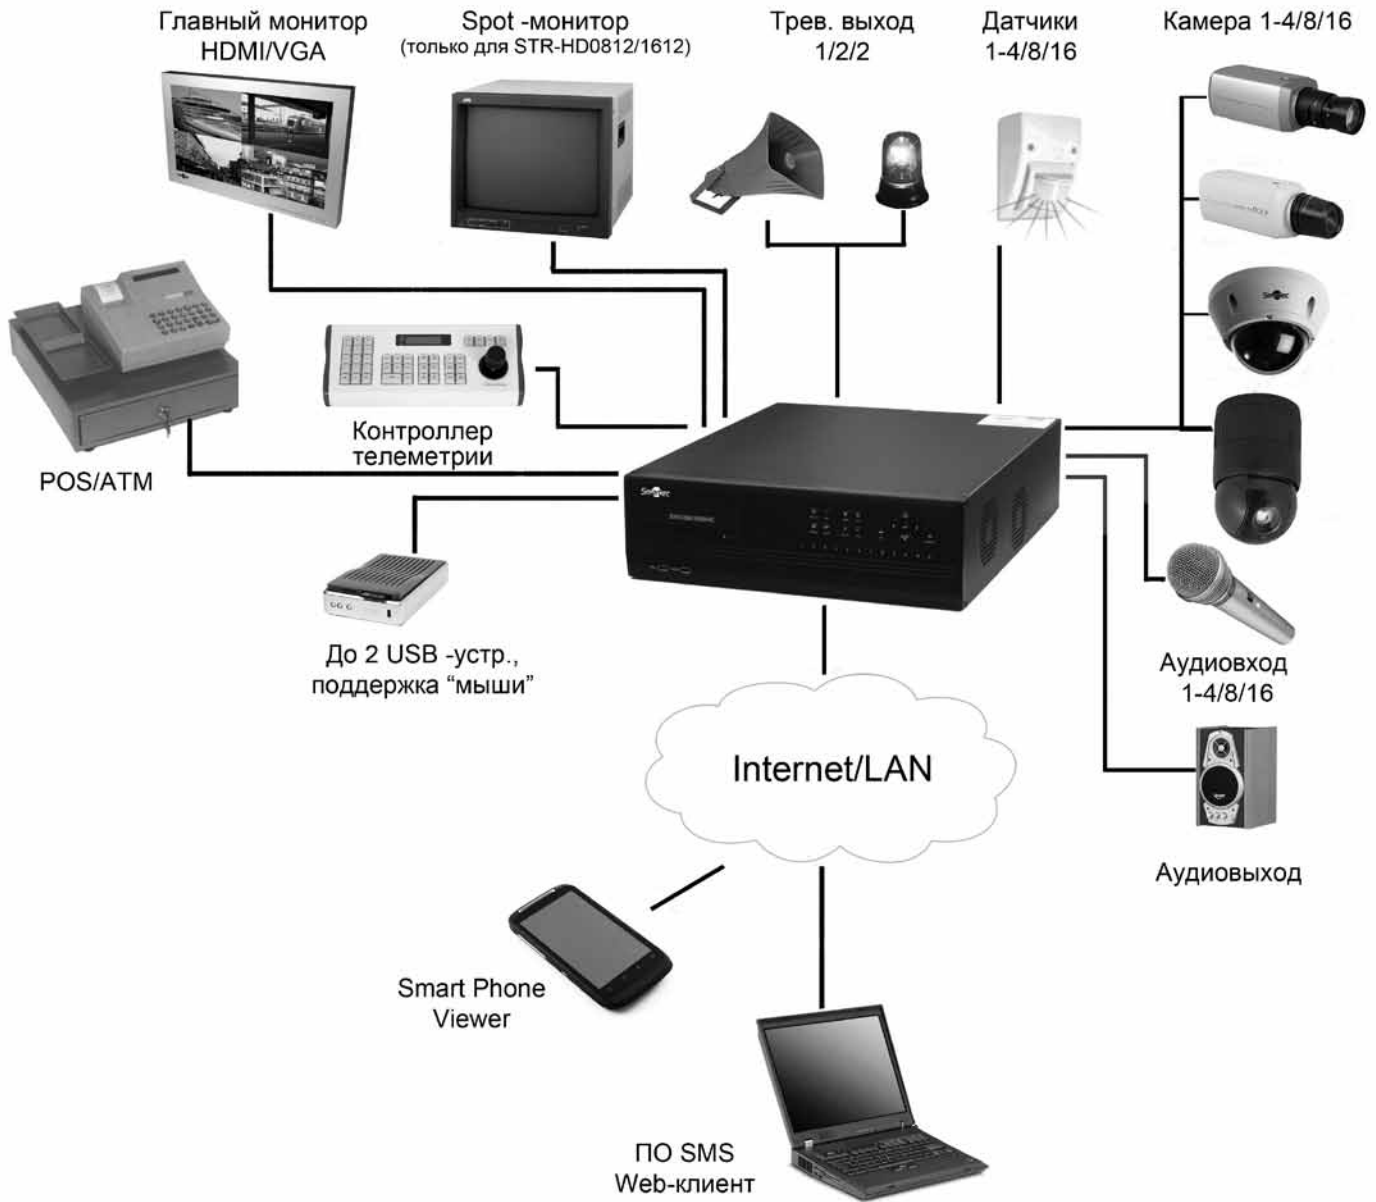 Главный монитор
HDMI/VGA
Spot -монитор
(только для STR-HD0812/1612)
Трев. выход
1/2/2
Датчики
1-4/8/16
Камера 1-4/8/16
Контроллер
телеметрии
POS/ATM
До 2 USB -устр.,
поддержка “мыши”
Аудиовход
1-4/8/16
Internet/LAN
Аудиовыход
Smart Phone
Viewer
ПО SMS
Web-клиент